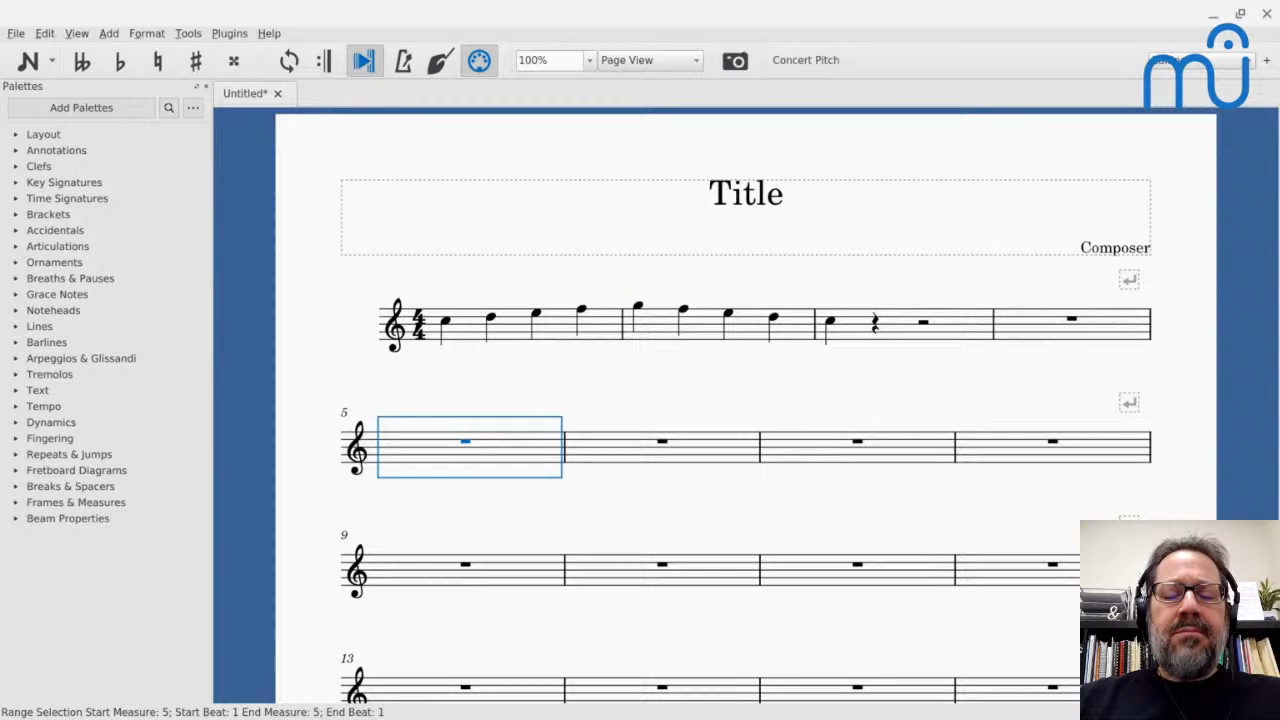 File Edit View Add Format Tools Plugins Help
100% Page View Concert Pitch
Palettes
Add Palettes
Untitled*
Layout
Annotations
Clefs
Key Signatures
Time Signatures
Brackets
Accidentals
Articulations
Ornaments
Breaths & Pauses
Grace Notes
Noteheads
Lines
Barlines
Arpeggios & Glissandi
Tremolos
Text
Tempo
Dynamics
Fingering
Repeats & Jumps
Fretboard Diagrams
Breaks & Spacers
Frames & Measures
Beam Properties
Title
Composer
4
4
5
9
13
&
Range Selection Start Measure: 5; Start Beat: 1 End Measure: 5; End Beat: 1